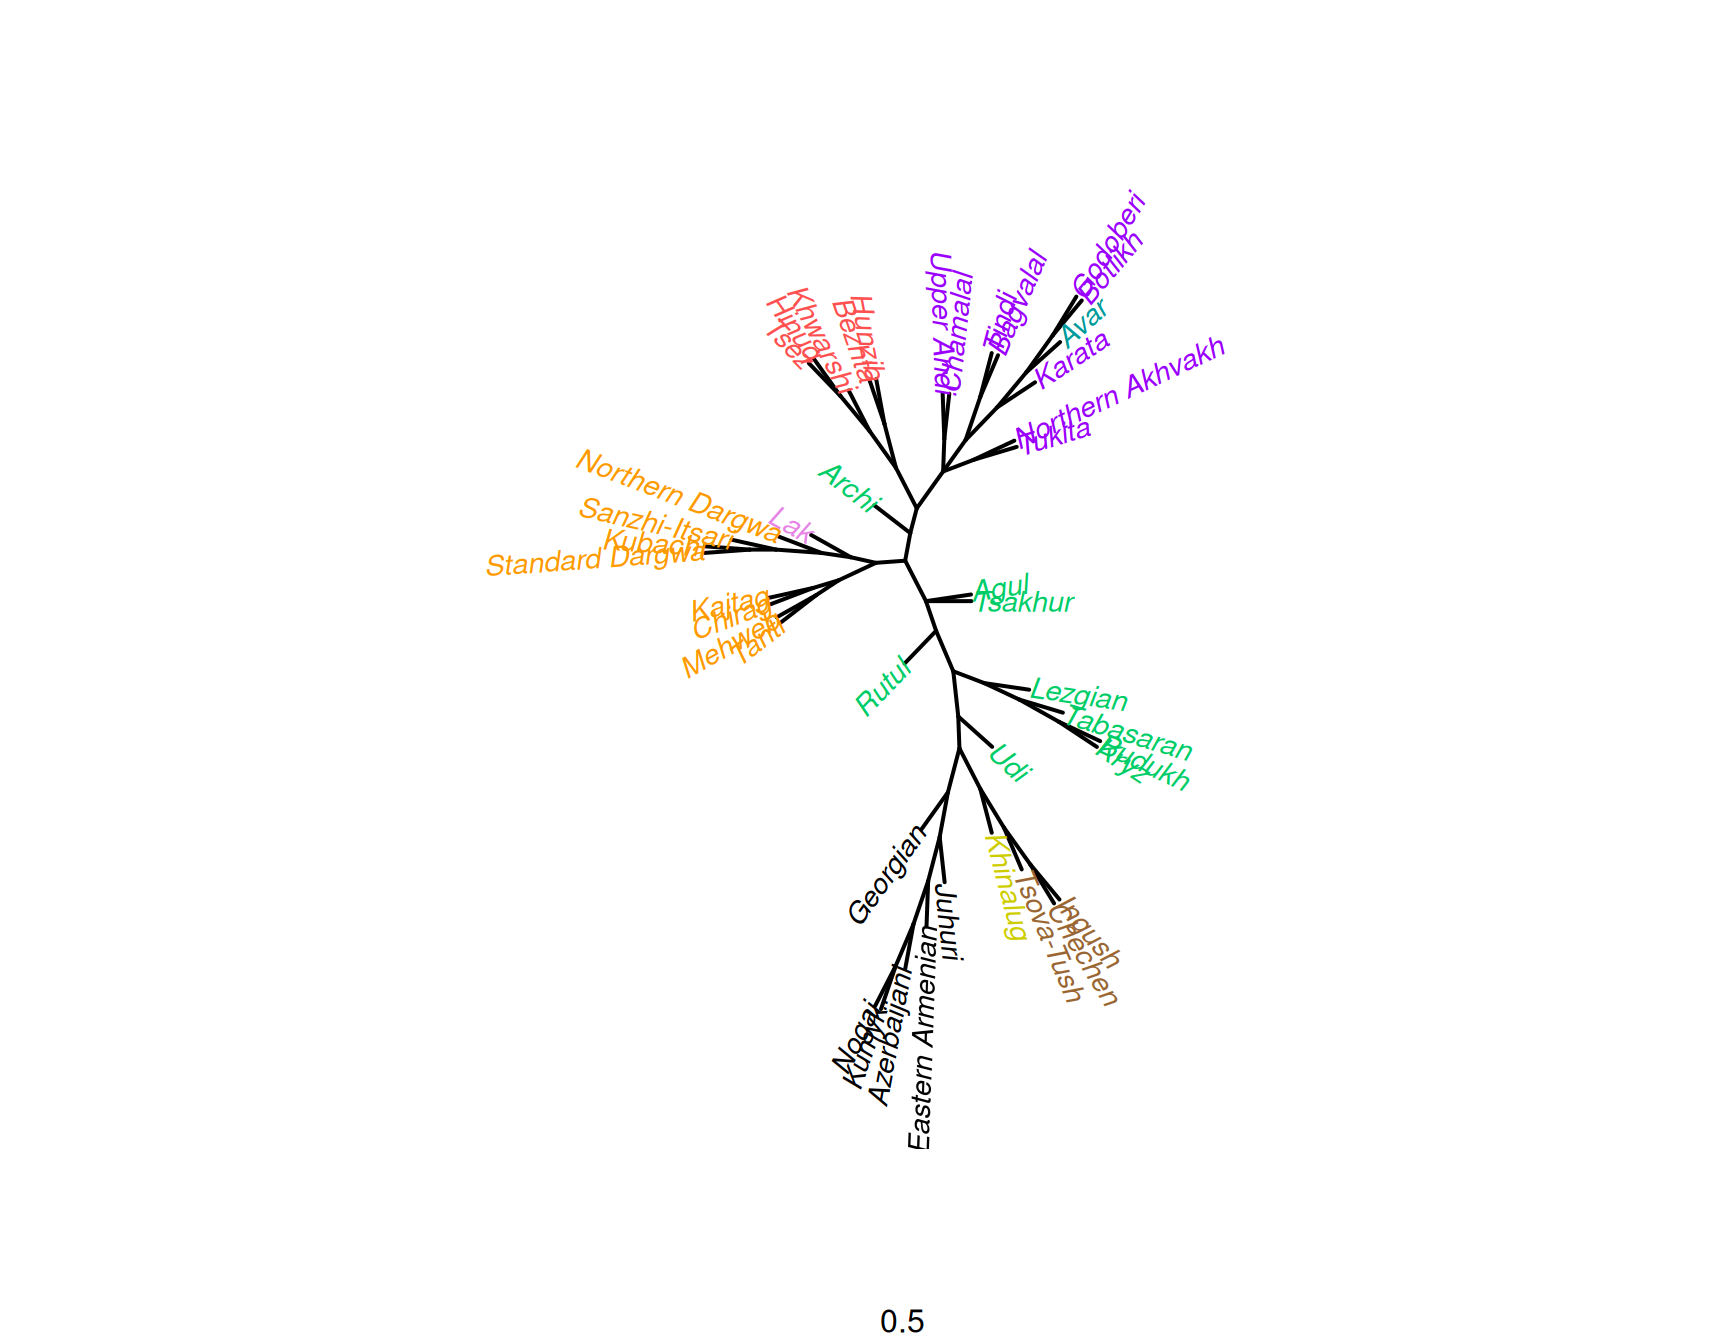 Godoberi
Botlikh
Avar
Karata
Northern Akhvakh
Tukita
Bagvalal
Tindi
Chamalal
Upper Andi
Hunzib
Bezhta
Khwarshi
Hinuq
Tsez
Archi
Lak
Northern Dargwa
Sanzhi-Itsari
Kubachi
Standard Dargwa
Kajtag
Chirag
Mehweb
Tanti
Agul
Tsakhur
Rutul
Lezgian
Tabasaran
Budukh
Kryz
Udi
Georgian
Khinalug
Tsova-Tush
Ingush
Chechen
Juhuri
Eastern Armenian
Azerbaijani
Kumyk
Nogai
0.5